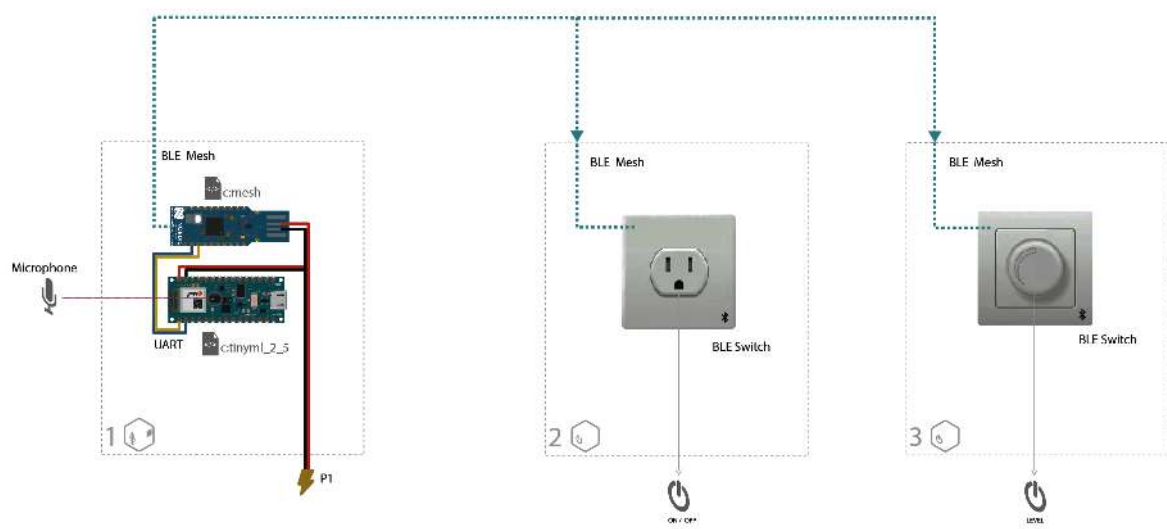 BLE Mesh
c:mesh
Microphone
UART
c:tinyml_2_5
1
P1
BLE Mesh
BLE Switch
2
ON / OFF
BLE Mesh
BLE Switch
3
LEVEL